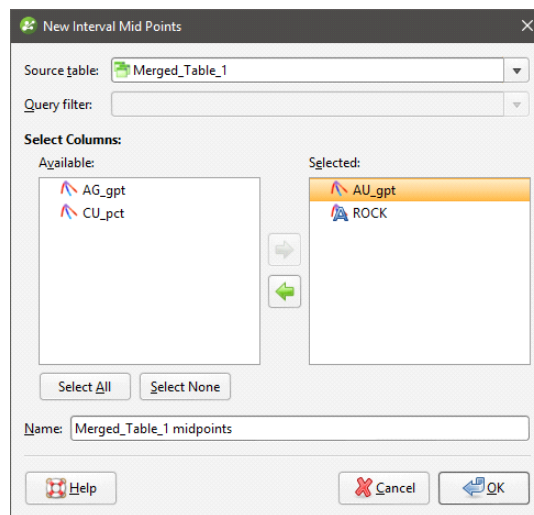 New Interval Mid Points
Source table: Merged_Table_1
Query filter:
Select Columns:
Available: Selected:
AG_gpt AU_gpt
CU_pct ROCK
Select All Select None
Name: Merged_Table_1 midpoints
Help Cancel OK